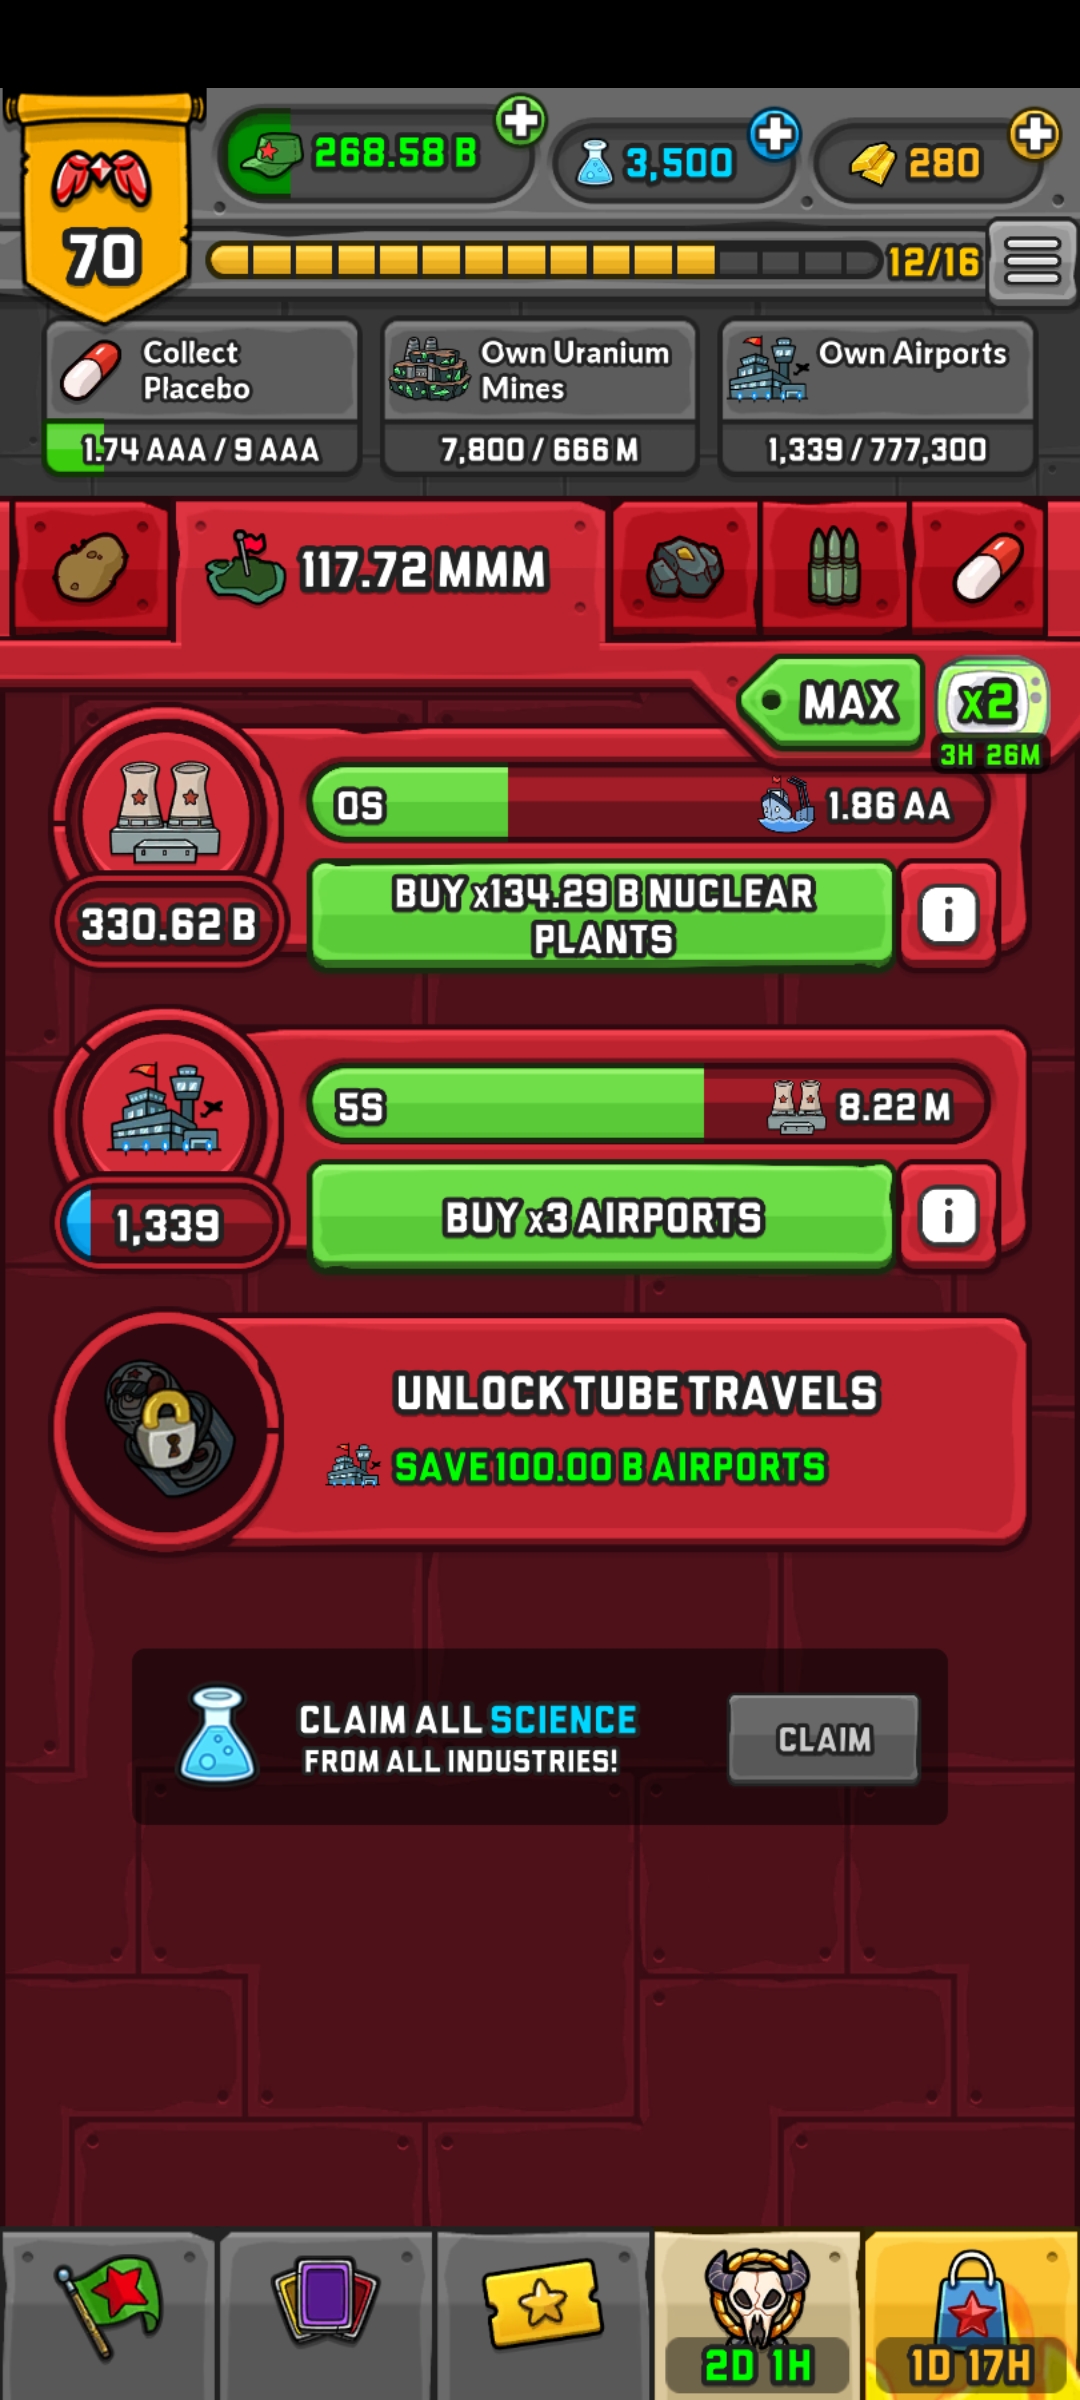 70
268.58 B
3,500
280
12/16
Collect
Placebo
1.74 AAA / 9 AAA
Own Uranium
Mines
7,800 / 666 M
Own Airports
1,339 / 777,300
117.72 MMM
MAX
x2
3H 26M
0S
1.86 AA
330.62 B
BUY x134.29 B NUCLEAR
PLANTS
i
5S
8.22 M
1,339
BUY x3 AIRPORTS
i
UNLOCK TUBE TRAVELS
SAVE 100.00 B AIRPORTS
CLAIM ALL SCIENCE
FROM ALL INDUSTRIES!
CLAIM
2D 1H
1D 17H